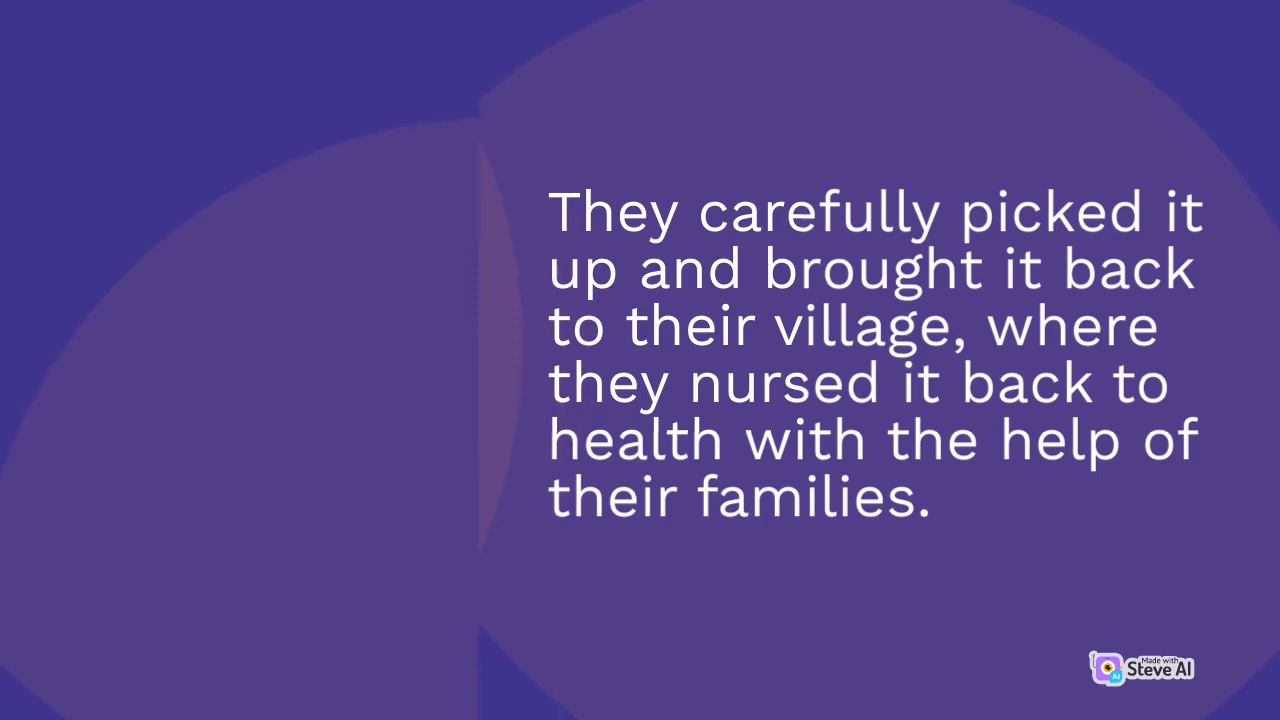 They carefully picked it
up and brought it back
to their village, where
they nursed it back to
health with the help of
their families.
Made with
Steve AI
AI